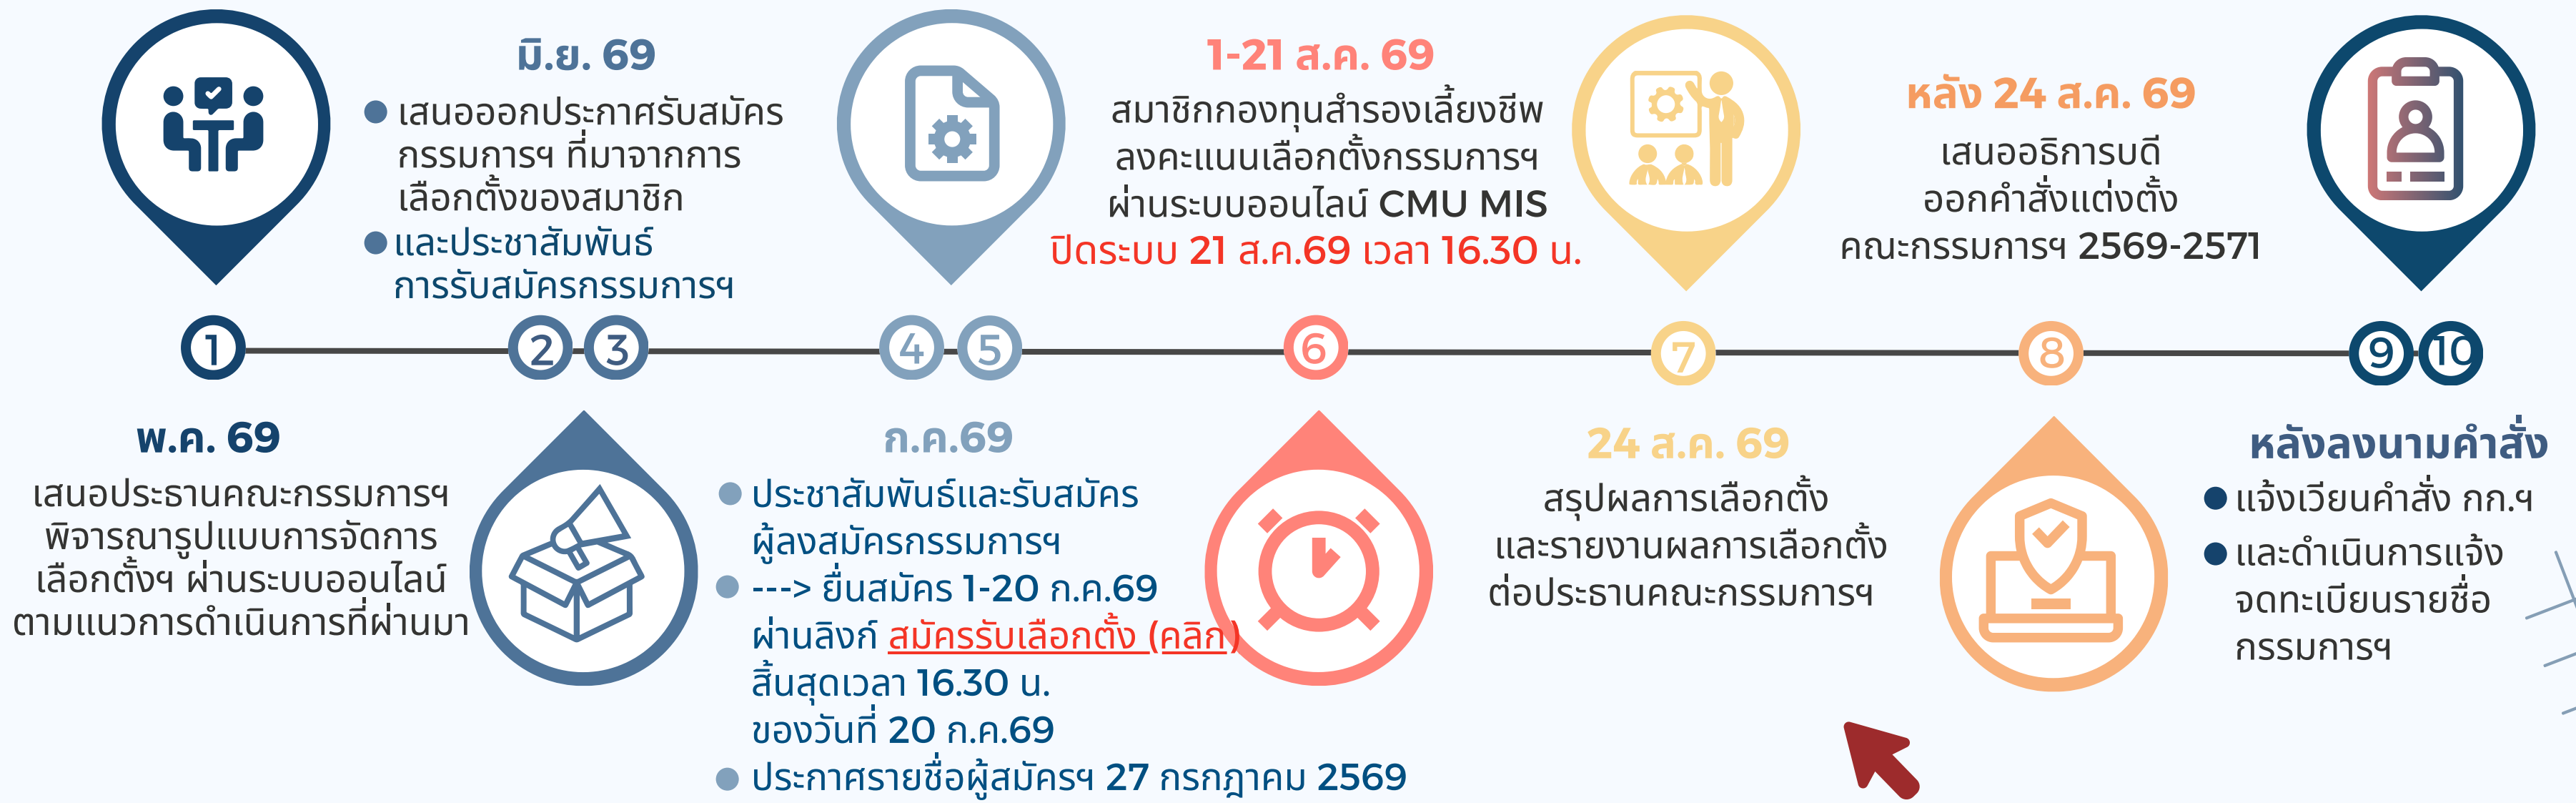 มิ.ย. 69
เสนอออกประกาศรับสมัคร
กรรมการฯ ที่มาจากการ
เลือกตั้งของสมาชิก
และประชาสัมพันธ์
การรับสมัครกรรมการฯ
1-21 ส.ค. 69
สมาชิกกองทุนสำรองเลี้ยงชีพ
ลงคะแนนเลือกตั้งกรรมการฯ
ผ่านระบบออนไลน์ CMU MIS
ปิดระบบ 21 ส.ค.69 เวลา 16.30 น.
หลัง 24 ส.ค. 69
เสนออธิการบดี
ออกคำสั่งแต่งตั้ง
คณะกรรมการฯ 2569-2571
1 2 3 4 5 6 7 8 9 10
พ.ค. 69
เสนอประธานคณะกรรมการฯ
พิจารณารูปแบบการจัดการ
เลือกตั้งฯ ผ่านระบบออนไลน์
ตามแนวการดำเนินการที่ผ่านมา
ก.ค.69
ประชาสัมพันธ์และรับสมัคร
ผู้ลงสมัครกรรมการฯ
---> ยื่นสมัคร 1-20 ก.ค.69
ผ่านลิงก์ สมัครรับเลือกตั้ง (คลิก)
สิ้นสุดเวลา 16.30 น.
ของวันที่ 20 ก.ค.69
ประกาศรายชื่อผู้สมัครฯ 27 กรกฎาคม 2569
24 ส.ค. 69
สรุปผลการเลือกตั้ง
และรายงานผลการเลือกตั้ง
ต่อประธานคณะกรรมการฯ
หลังลงนามคำสั่ง
แจ้งเวียนคำสั่ง กก.ฯ
และดำเนินการแจ้ง
จดทะเบียนรายชื่อ
กรรมการฯ